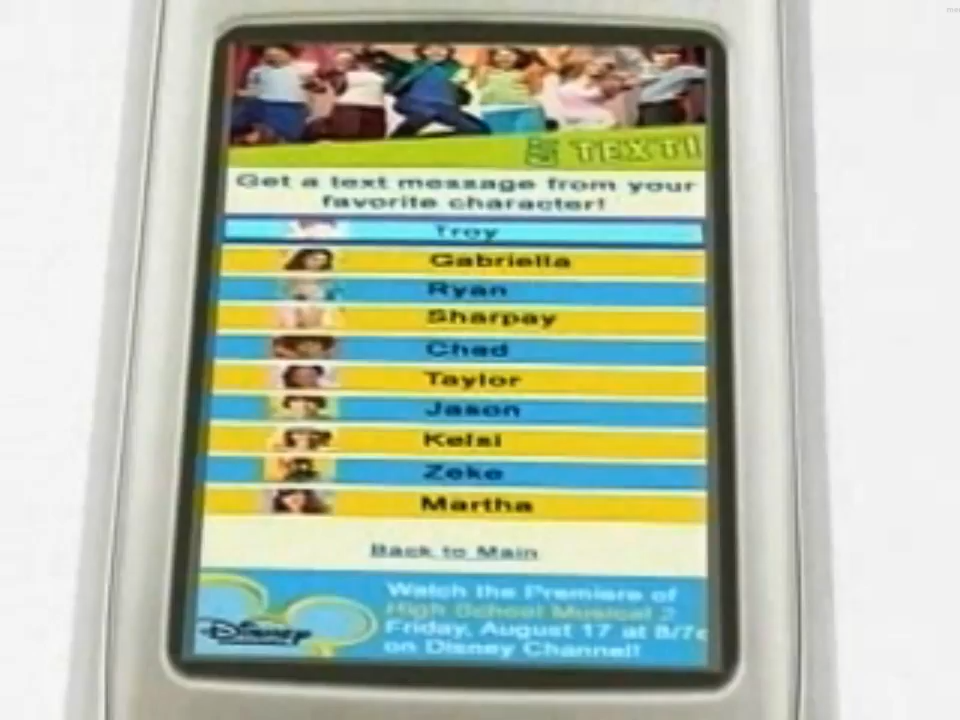 5 TEXT!
Get a text message from your
favorite character!
Troy
Gabriella
Ryan
Sharpay
Chad
Taylor
Jason
Kelsi
Zeke
Martha
Back to Main
Disney
Watch the Premiere of
High School Musical 2
Friday, August 17 at 8/7c
on Disney Channel!